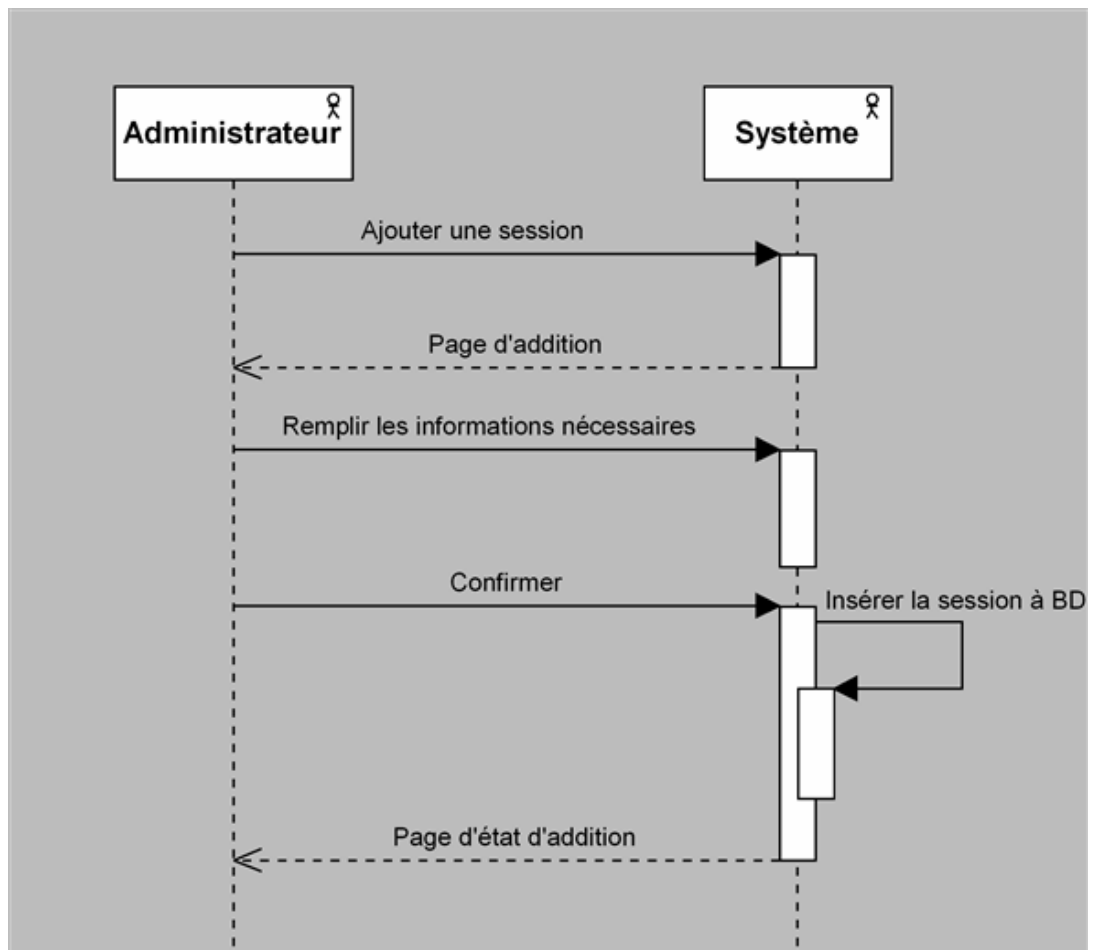 Administrateur
Système
Ajouter une session
Page d'addition
Remplir les informations nécessaires
Confirmer
Insérer la session à BD
Page d'état d'addition